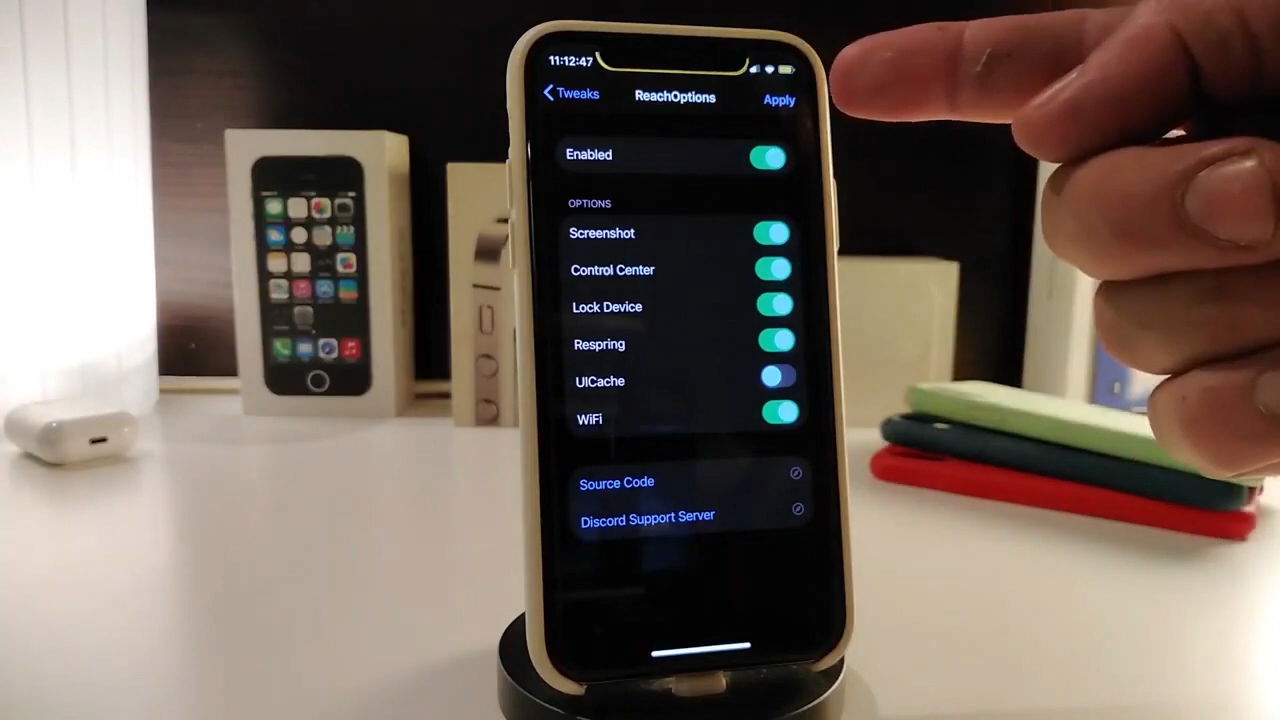 11:12:47
Tweaks
ReachOptions
Apply
Enabled
OPTIONS
Screenshot
Control Center
Lock Device
Respring
UICache
WiFi
Source Code
Discord Support Server